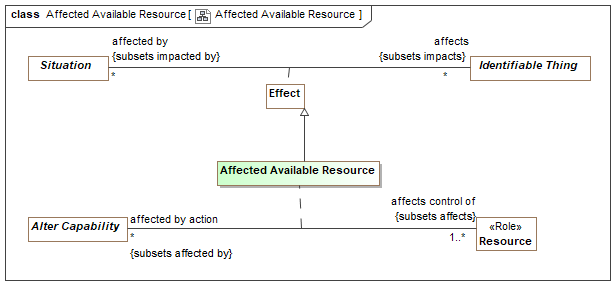 class Affected Available Resource [ Affected Available Resource ]
affected by
{subsets impacted by}
affects
{subsets impacts}
Situation
Identifiable Thing
*
*
Effect
Affected Available Resource
affects control of
{subsets affects}
Alter Capability
affected by action
*
{subsets affected by}
1..*
«Role»
Resource